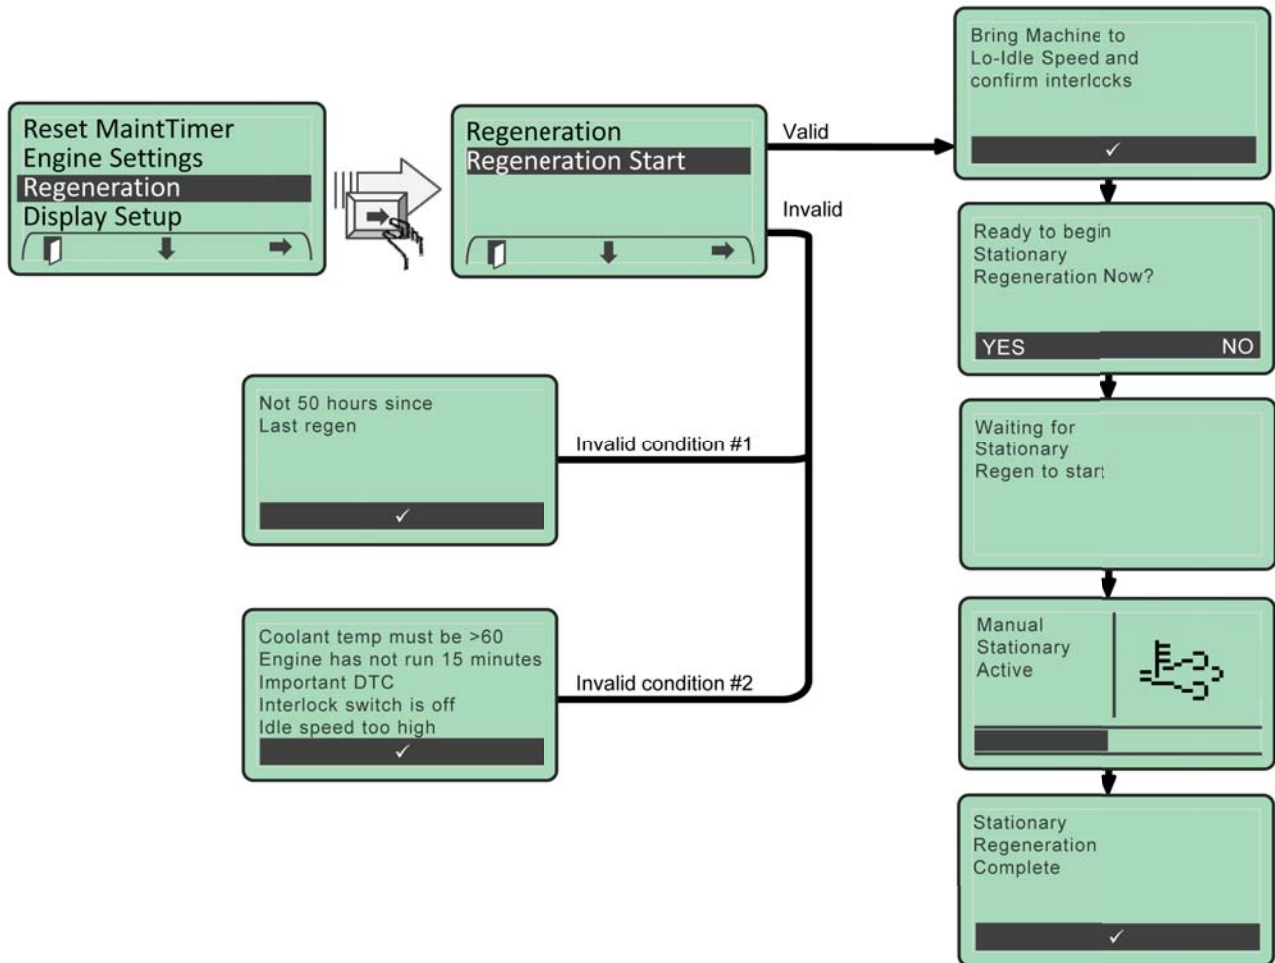 Reset MaintTimer
Engine Settings
Regeneration
Display Setup
Regeneration
Regeneration Start
Valid
Invalid
Bring Machine to
Lo-Idle Speed and
confirm interlocks
✓
Ready to begin
Stationary
Regeneration Now?
YES NO
Waiting for
Stationary
Regen to start
Manual
Stationary
Active
Stationary
Regeneration
Complete
✓
Not 50 hours since
Last regen
✓
Invalid condition #1
Coolant temp must be >60
Engine has not run 15 minutes
Important DTC
Interlock switch is off
Idle speed too high
✓
Invalid condition #2